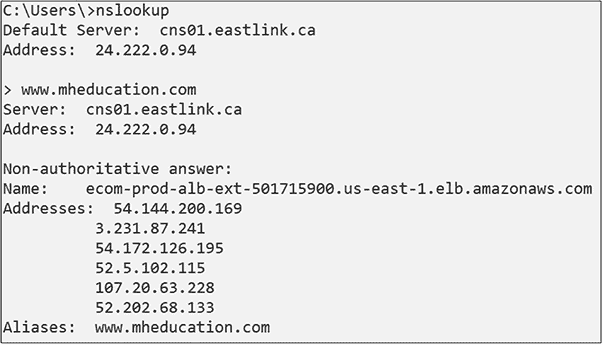 C:\Users\>nslookup
Default Server:  cns01.eastlink.ca
Address:  24.222.0.94
> www.mheducation.com
Server:  cns01.eastlink.ca
Address:  24.222.0.94
Non-authoritative answer:
Name:    ecom-prod-alb-ext-501715900.us-east-1.elb.amazonaws.com
Addresses:  54.144.200.169
3.231.87.241
54.172.126.195
52.5.102.115
107.20.63.228
52.202.68.133
Aliases:  www.mheducation.com